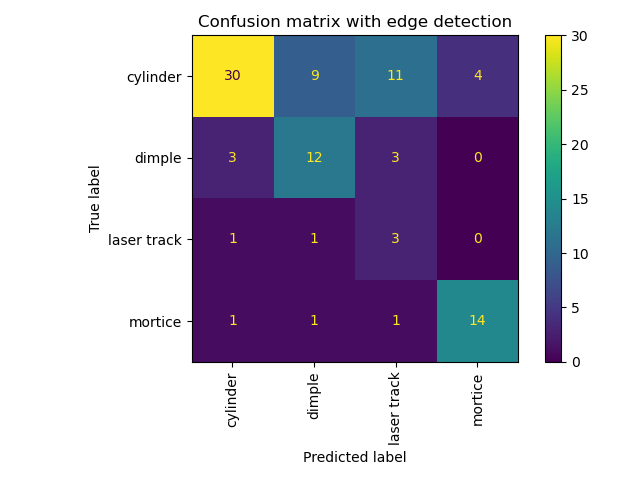 Confusion matrix with edge detection
True label
cylinder 30 9 11 4
dimple 3 12 3 0
laser track 1 1 3 0
mortice 1 1 1 14
cylinder dimple laser track mortice
Predicted label
30
25
20
15
10
5
0